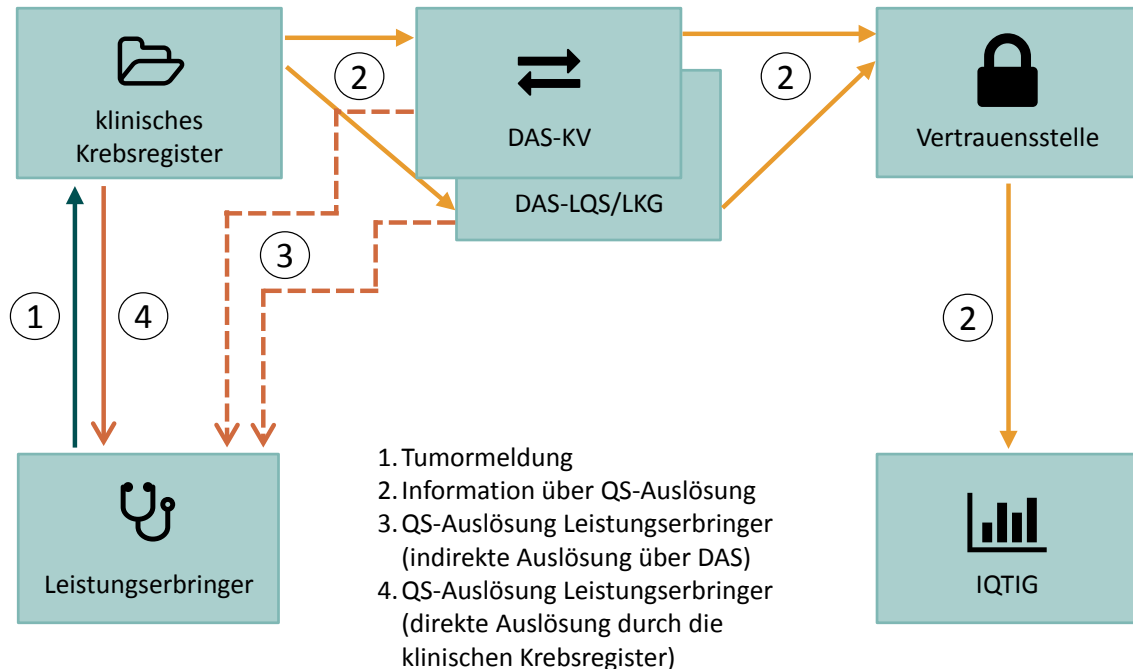 klinisches
Krebsregister
2
DAS-KV
DAS-LQS/LKG
2
Vertrauensstelle
3
1
4
2
Leistungserbringer
1. Tumormeldung
2. Information über QS-Auslösung
3. QS-Auslösung Leistungserbringer
(indirekte Auslösung über DAS)
4. QS-Auslösung Leistungserbringer
(direkte Auslösung durch die
klinischen Krebsregister)
IQTIG